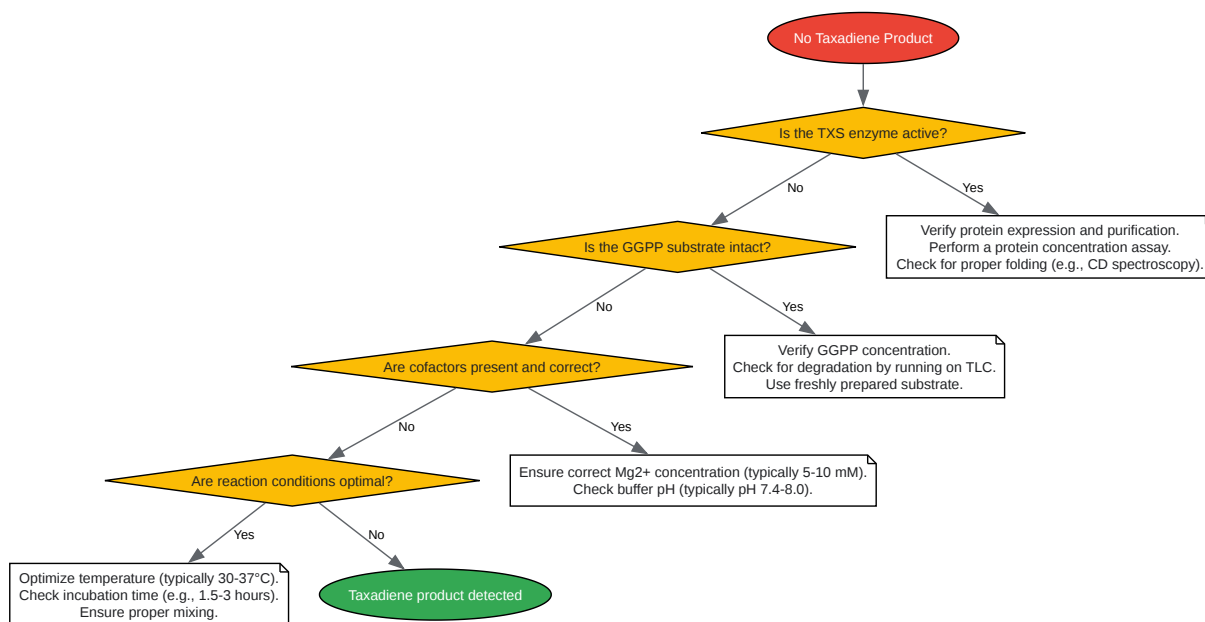 No Taxadiene Product
Is the TXS enzyme active?
No
Yes
Verify protein expression and purification.
Perform a protein concentration assay.
Check for proper folding (e.g., CD spectroscopy).
Is the GGPP substrate intact?
No
Yes
Verify GGPP concentration.
Check for degradation by running on TLC.
Use freshly prepared substrate.
Are cofactors present and correct?
No
Yes
Ensure correct Mg2+ concentration (typically 5-10 mM).
Check buffer pH (typically pH 7.4-8.0).
Are reaction conditions optimal?
Yes
No
Optimize temperature (typically 30-37°C).
Check incubation time (e.g., 1.5-3 hours).
Ensure proper mixing.
Taxadiene product detected